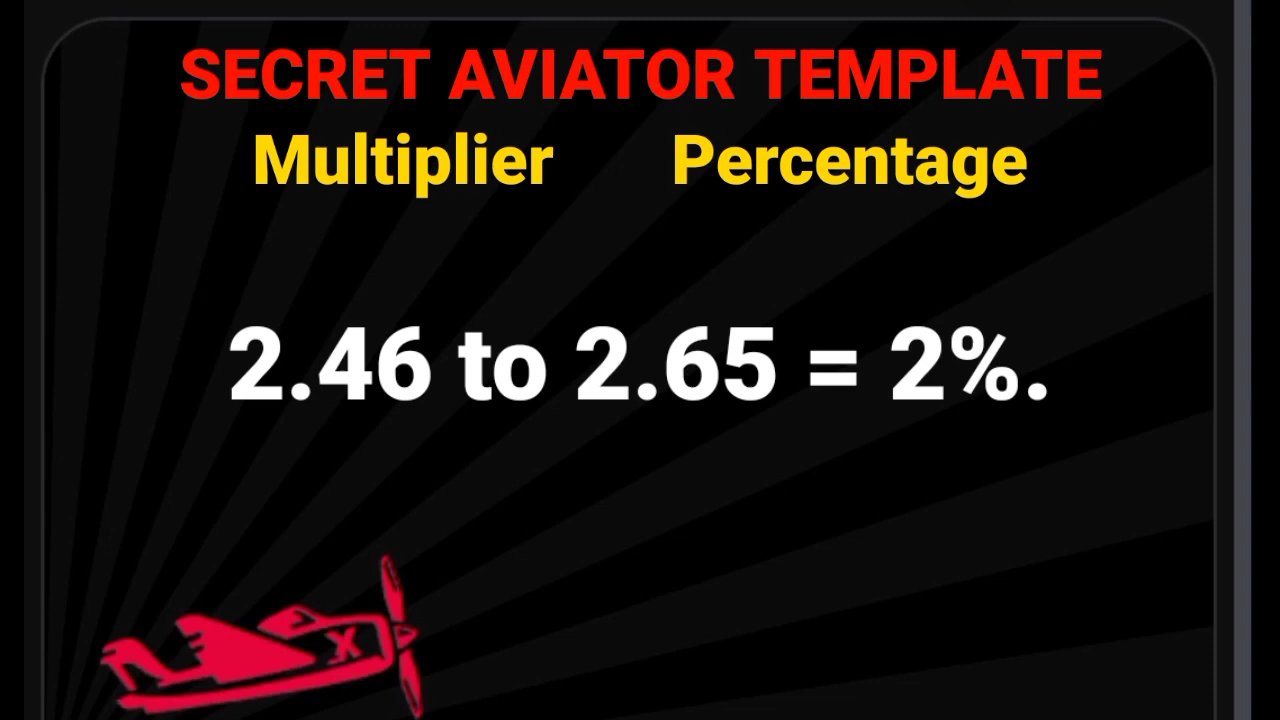 SECRET AVIATOR TEMPLATE
Multiplier Percentage
2.46 to 2.65 = 2%.
X